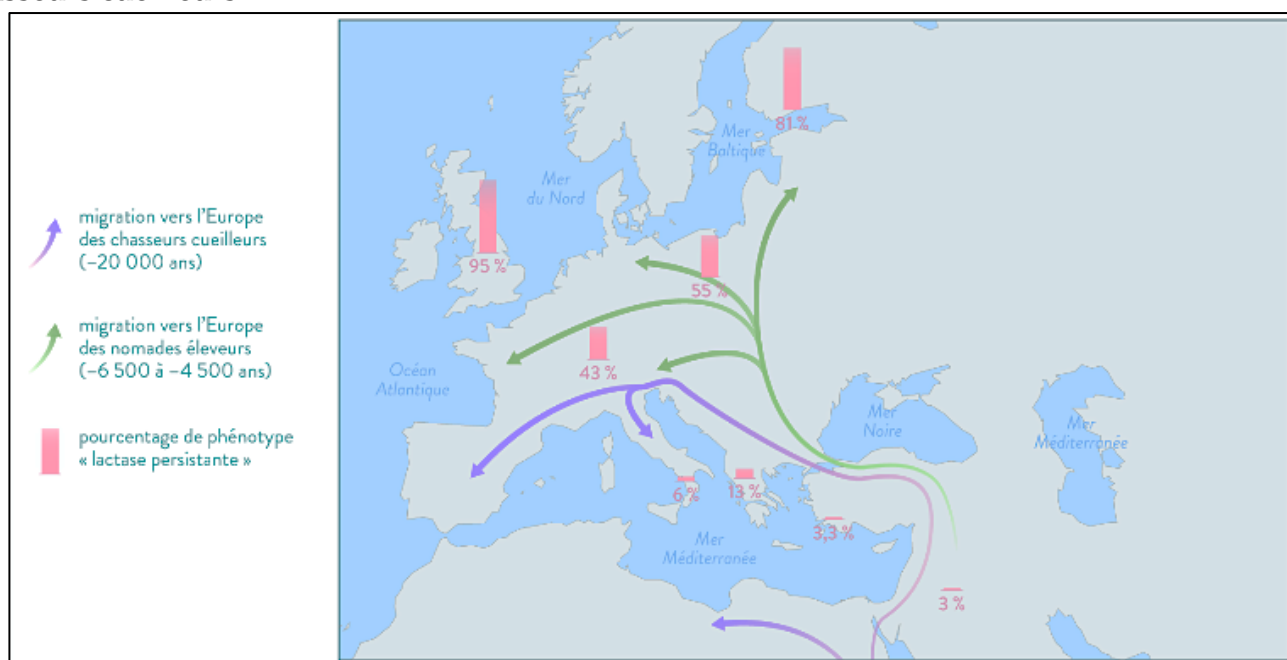 migration vers l'Europe
des chasseurs cueilleurs
(–20 000 ans)
migration vers l'Europe
des nomades éleveurs
(–6 500 à –4 500 ans)
pourcentage de phénotype
« lactase persistante »
81 %
Mer
Baltique
Mer
du Nord
95 %
55 %
43 %
Océan
Atlantique
Mer
Noire
Mer
Méditerronée
6 %
13 %
3,3 %
Mer
Méditerronée
3 %